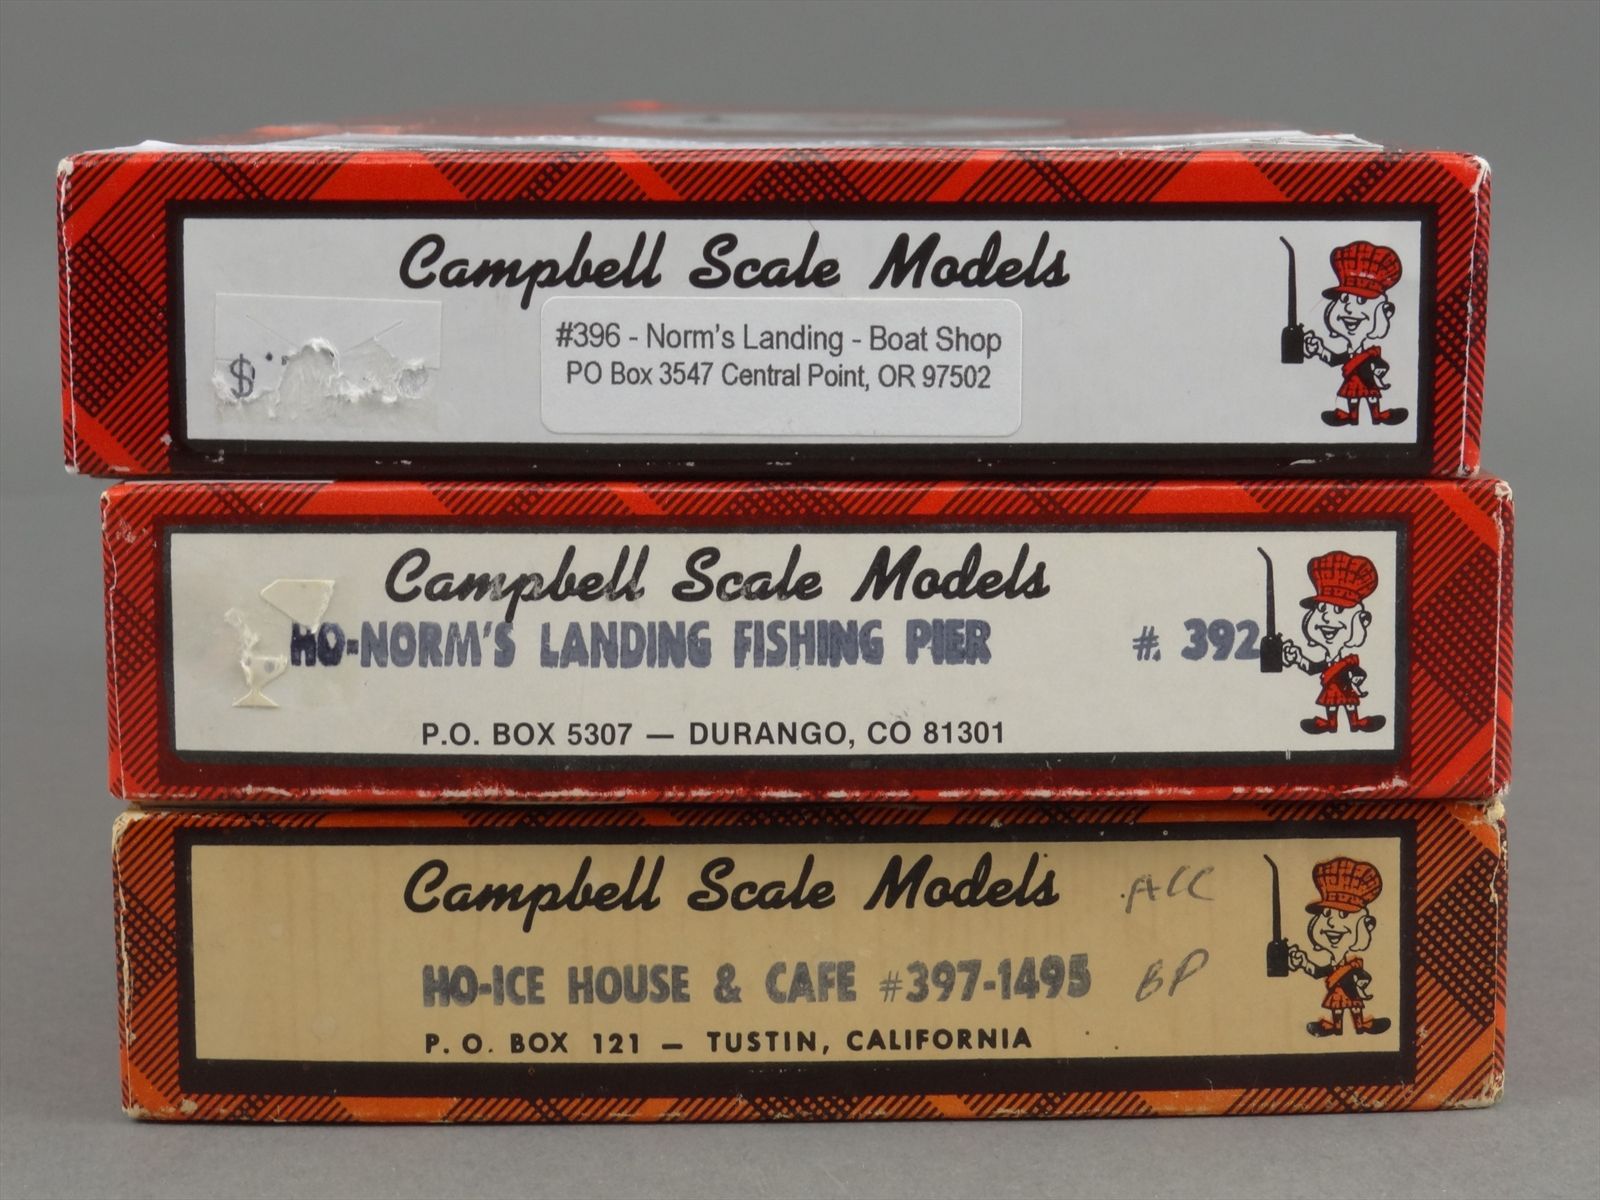 Campbell Scale Models
$
#396 - Norm's Landing - Boat Shop
PO Box 3547 Central Point, OR 97502
Campbell Scale Models
HO-NORM'S LANDING FISHING PIER # 392
P.O. BOX 5307 — DURANGO, CO 81301
Campbell Scale Models ACC
HO-ICE HOUSE & CAFE #397-1495 BP
P. O. BOX 121 — TUSTIN, CALIFORNIA